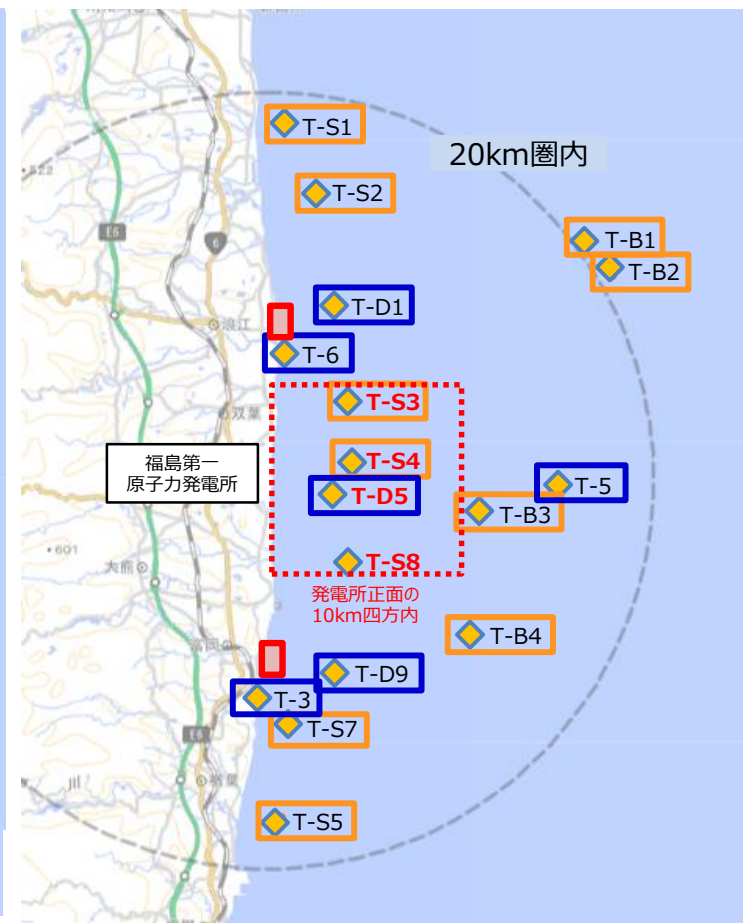 T-S1
20km圏内
522
T-S2
E6
6
T-B1
T-B2
T-D1
浪江
T-6
T-S3
双葉
福島第一
原子力発電所
T-S4
T-D5
T-5
T-B3
601
大熊
T-S8
発電所正面の
10km四方内
富岡
T-B4
T-D9
T-3
E6
T-S7
川
T-S5